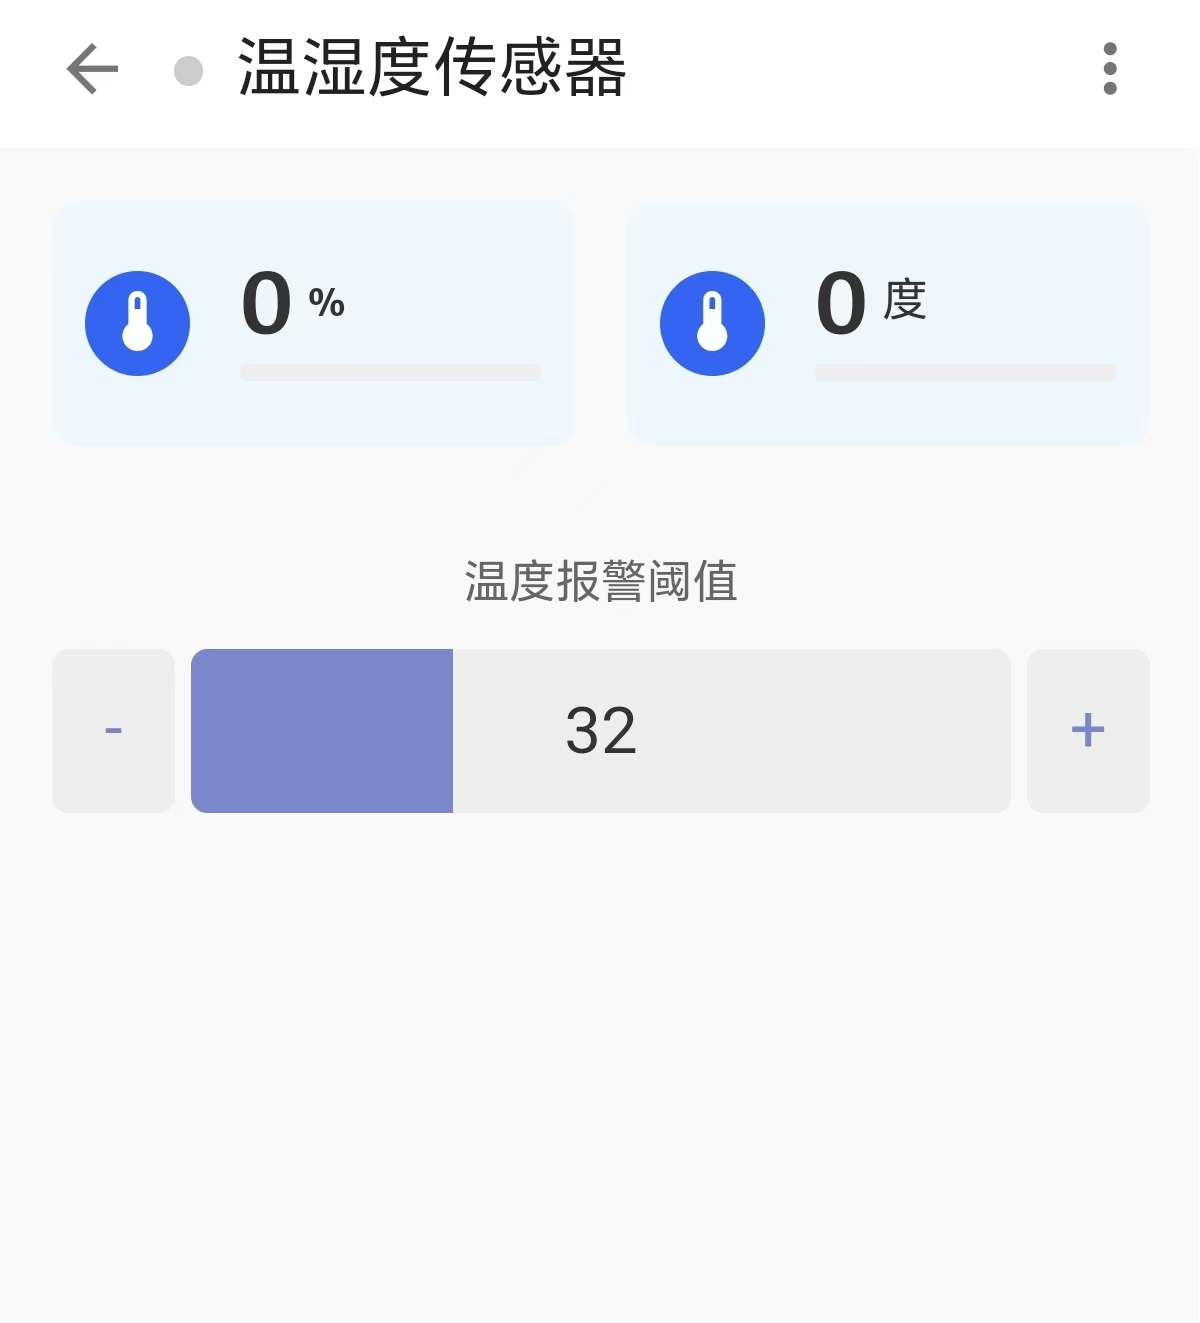 温湿度传感器
0 %
0 度
温度报警阈值
- 32 +